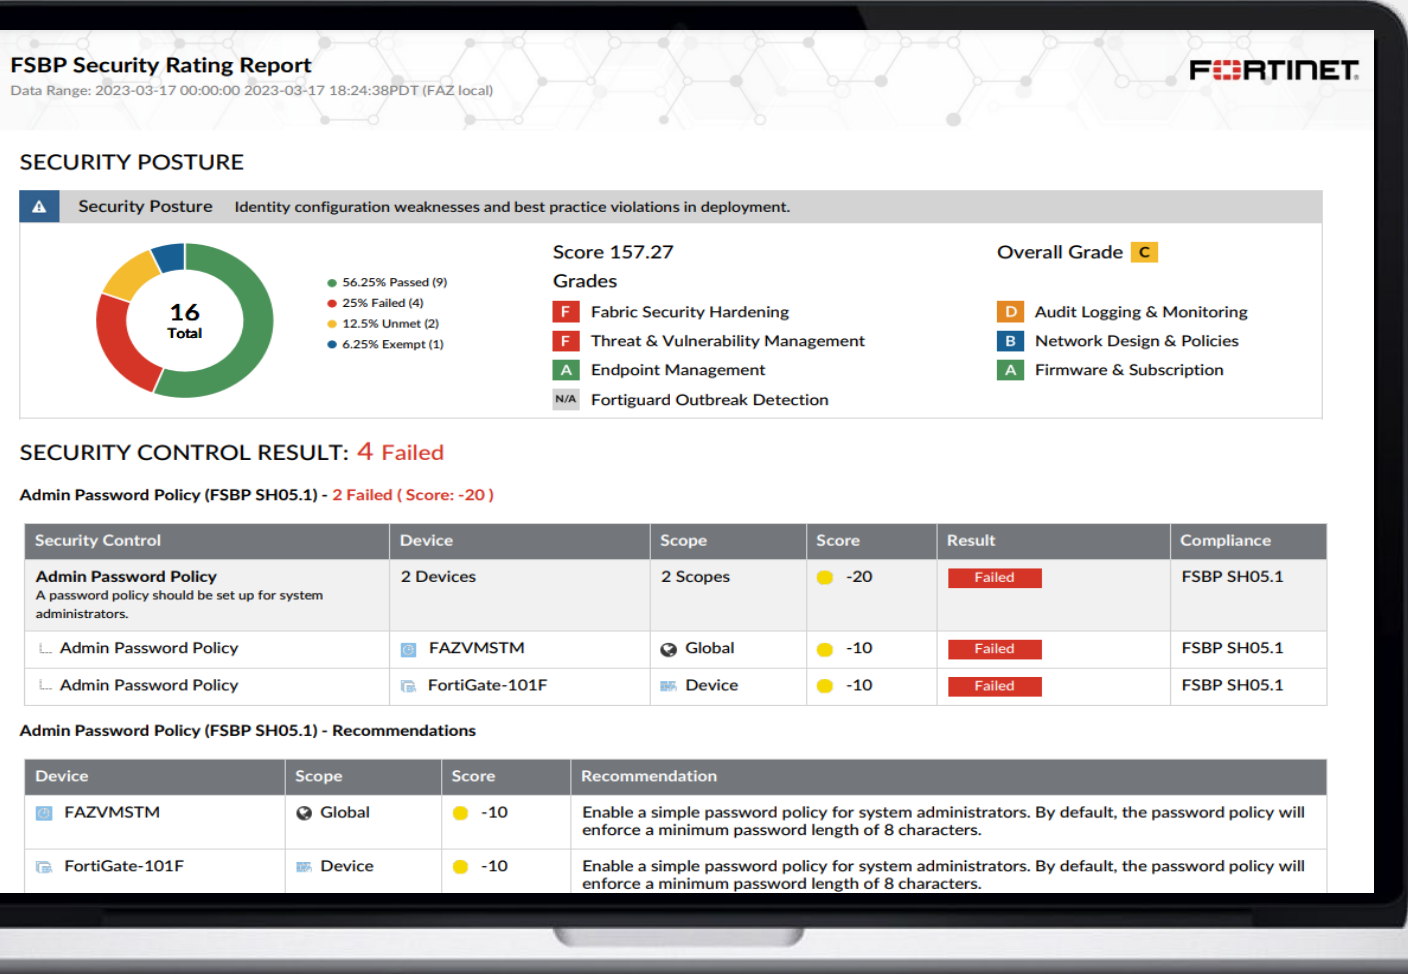 FSBP Security Rating Report
FORTINET
Data Range: 2023-03-17 00:00:00 2023-03-17 18:24:38PDT (FAZ local)
SECURITY POSTURE
Security Posture Identity configuration weaknesses and best practice violations in deployment.
16
Total
56.25% Passed (9)
25% Failed (4)
12.5% Unmet (2)
6.25% Exempt (1)
Score 157.27
Grades
F Fabric Security Hardening
F Threat & Vulnerability Management
A Endpoint Management
N/A Fortiguard Outbreak Detection
Overall Grade C
D Audit Logging & Monitoring
B Network Design & Policies
A Firmware & Subscription
SECURITY CONTROL RESULT: 4 Failed
Admin Password Policy (FSBP SH05.1) - 2 Failed ( Score: -20 )
Security Control Device Scope Score Result Compliance
Admin Password Policy 2 Devices 2 Scopes -20 Failed FSBP SH05.1
A password policy should be set up for system
administrators.
Admin Password Policy FAZVMSTM Global -10 Failed FSBP SH05.1
Admin Password Policy FortiGate-101F Device -10 Failed FSBP SH05.1
Admin Password Policy (FSBP SH05.1) - Recommendations
Device Scope Score Recommendation
FAZVMSTM Global -10 Enable a simple password policy for system administrators. By default, the password policy will
enforce a minimum password length of 8 characters.
FortiGate-101F Device -10 Enable a simple password policy for system administrators. By default, the password policy will
enforce a minimum password length of 8 characters.